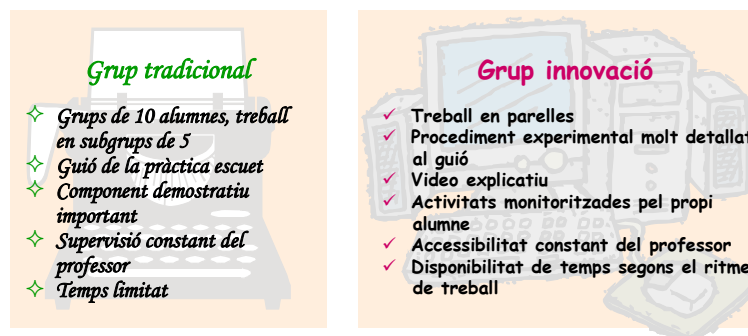 Grup tradicional
Grups de 10 alumnes, treball
en subgrups de 5
Guió de la pràctica escuet
Component demostratiu
important
Supervisió constant del
professor
Temps limitat
Grup innovació
Treball en parelles
Procediment experimental molt detallat
al guió
Video explicatiu
Activitats monitoritzades pel propi
alumne
Accessibilitat constant del professor
Disponibilitat de temps segons el ritme
de treball